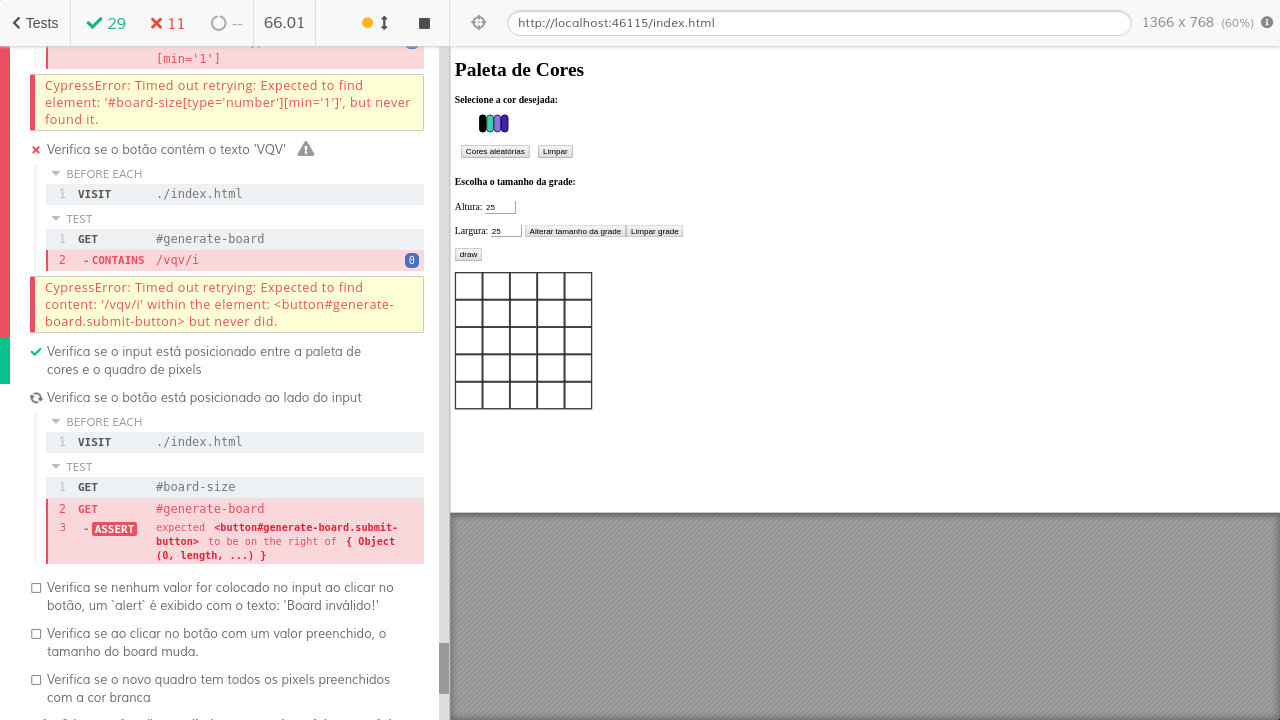 Tests
29
11
--
66.01
http://localhost:46115/index.html
1366 x 768 (60%)
[min='1']
CypressError: Timed out retrying: Expected to find
element: '#board-size[type='number'][min='1']', but never
found it.
Verifica se o botão contém o texto 'VQV'
BEFORE EACH
1 VISIT ./index.html
TEST
1 GET #generate-board
2 - CONTAINS /vqv/i 0
CypressError: Timed out retrying: Expected to find
content: '/vqv/i' within the element: <button#generate-
board.submit-button> but never did.
Verifica se o input está posicionado entre a paleta de
cores e o quadro de pixels
Verifica se o botão está posicionado ao lado do input
BEFORE EACH
1 VISIT ./index.html
TEST
1 GET #board-size
2 GET #generate-board
3 - ASSERT expected <button#generate-board.submit-
button> to be on the right of { Object
(0, length, ...) }
Verifica se nenhum valor for colocado no input ao clicar no
botão, um `alert` é exibido com o texto: 'Board inválido!'
Verifica se ao clicar no botão com um valor preenchido, o
tamanho do board muda.
Verifica se o novo quadro tem todos os pixels preenchidos
com a cor branca
Paleta de Cores
Selecione a cor desejada:
Cores aleatórias Limpar
Escolha o tamanho da grade:
Altura: 25
Largura: 25 Alterar tamanho da grade Limpar grade
draw